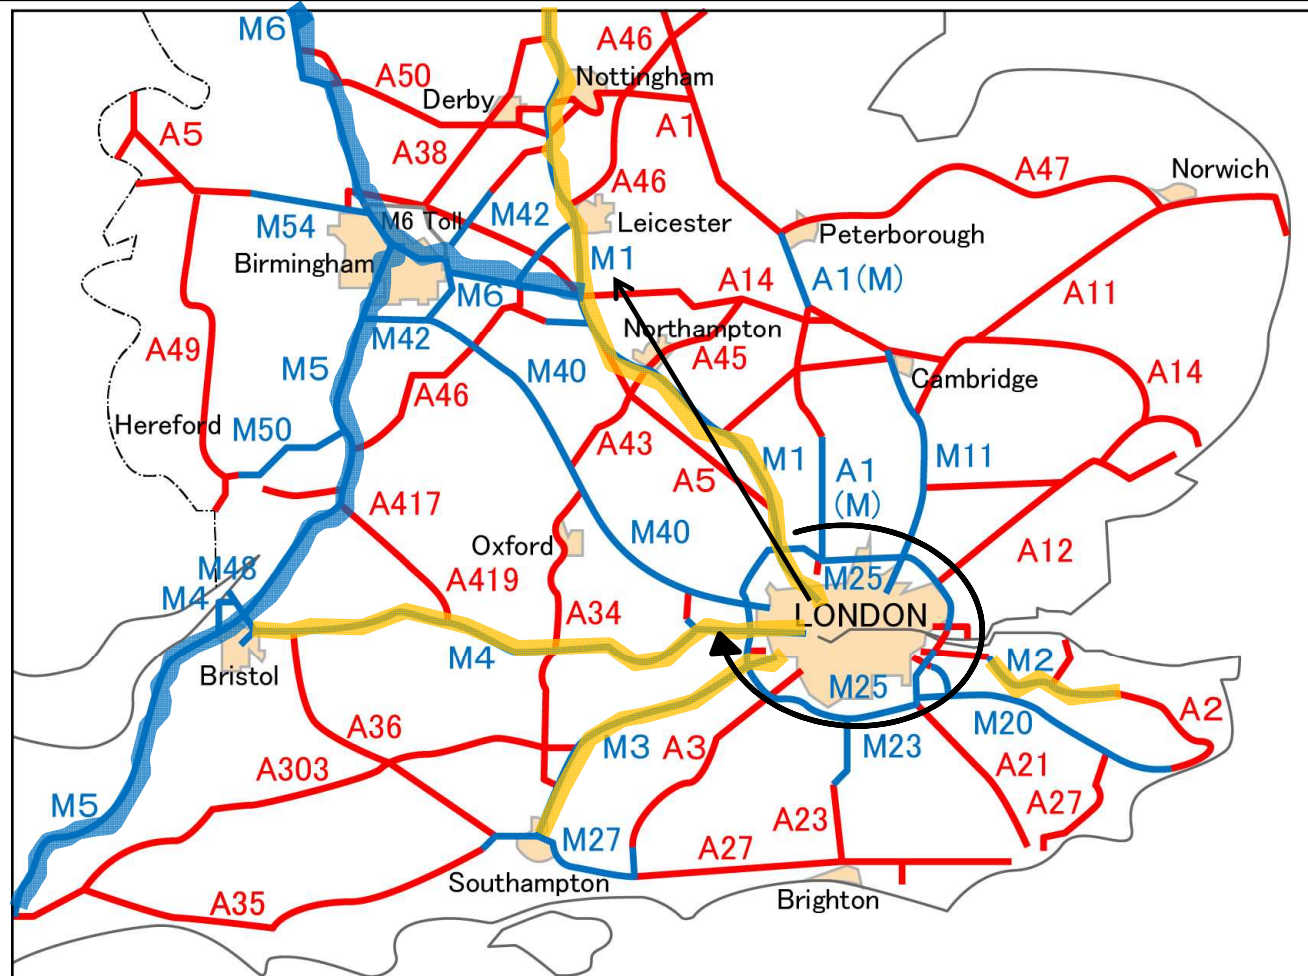 M6
A46
A50
Nottingham
Derby
A5
A38
A1
A46
A47
Norwich
M54
M6 Toll
M42
Leicester
Peterborough
Birmingham
M1
M6
A14
A1(M)
A11
A49
M42
Northampton
A45
M5
M40
A46
Cambridge
A14
Hereford
M50
A43
M1
A1
(M)
M11
A5
A417
M40
Oxford
A12
M48
M4
A419
A34
M25
LONDON
M4
Bristol
M2
M25
M20
A2
A36
M3
A3
M23
A303
A21
M5
A27
A23
M27
A27
Southampton
Brighton
A35